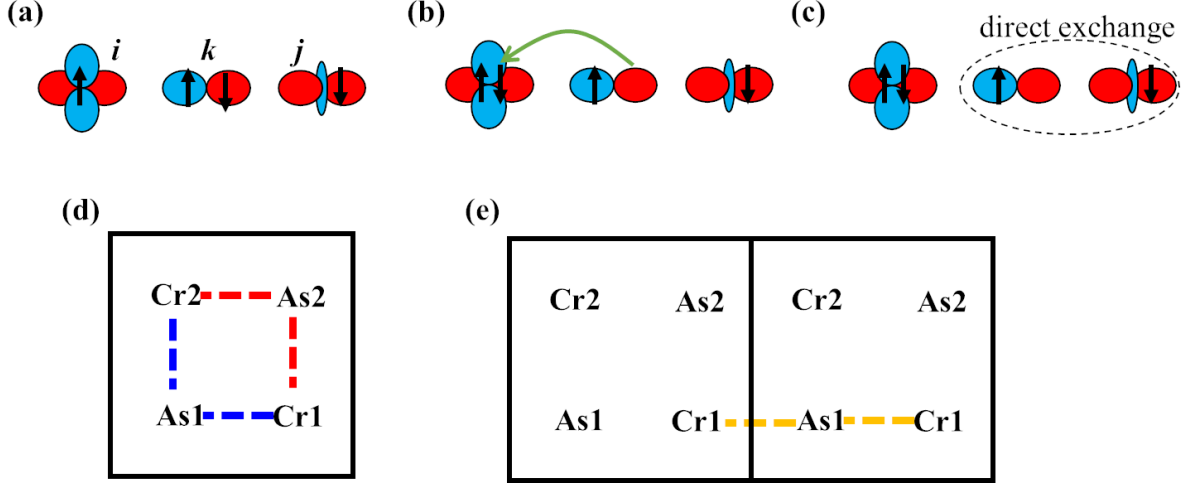 (a) (b) (c)
i k j direct exchange
(d) (e)
Cr2 As2
As1 Cr1
Cr2 As2 Cr2 As2
As1 Cr1 As1 Cr1